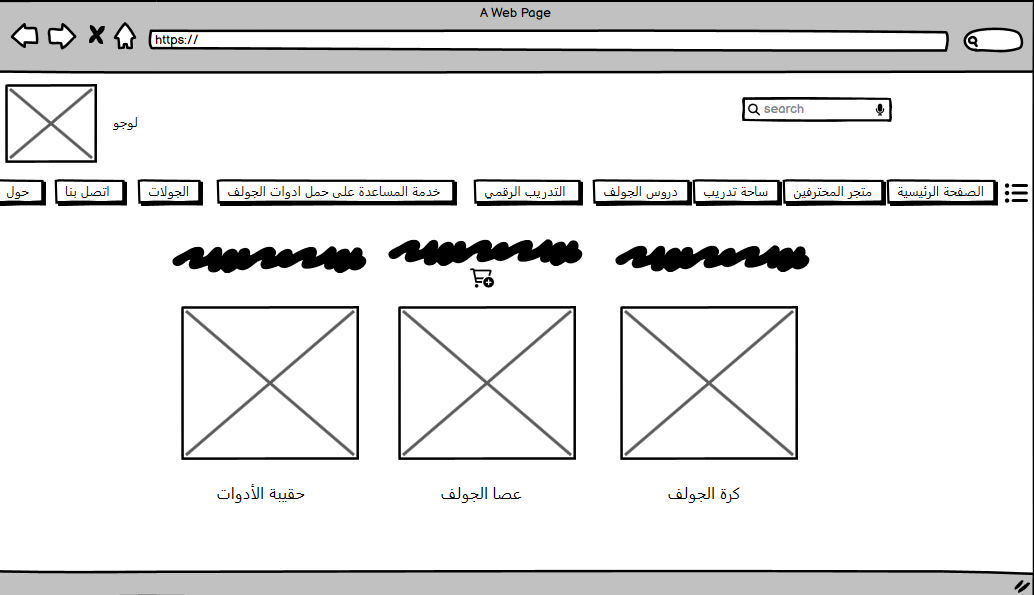 A Web Page
https://
search
لوجو
الصفحة الرئيسية
متجر المحترفين
ساحة تدريب
دروس الجولف
التدريب الرقمي
خدمة المساعدة على حمل ادوات الجولف
الجولات
اتصل بنا
حول
كرة الجولف
عصا الجولف
حقيبة الأدوات